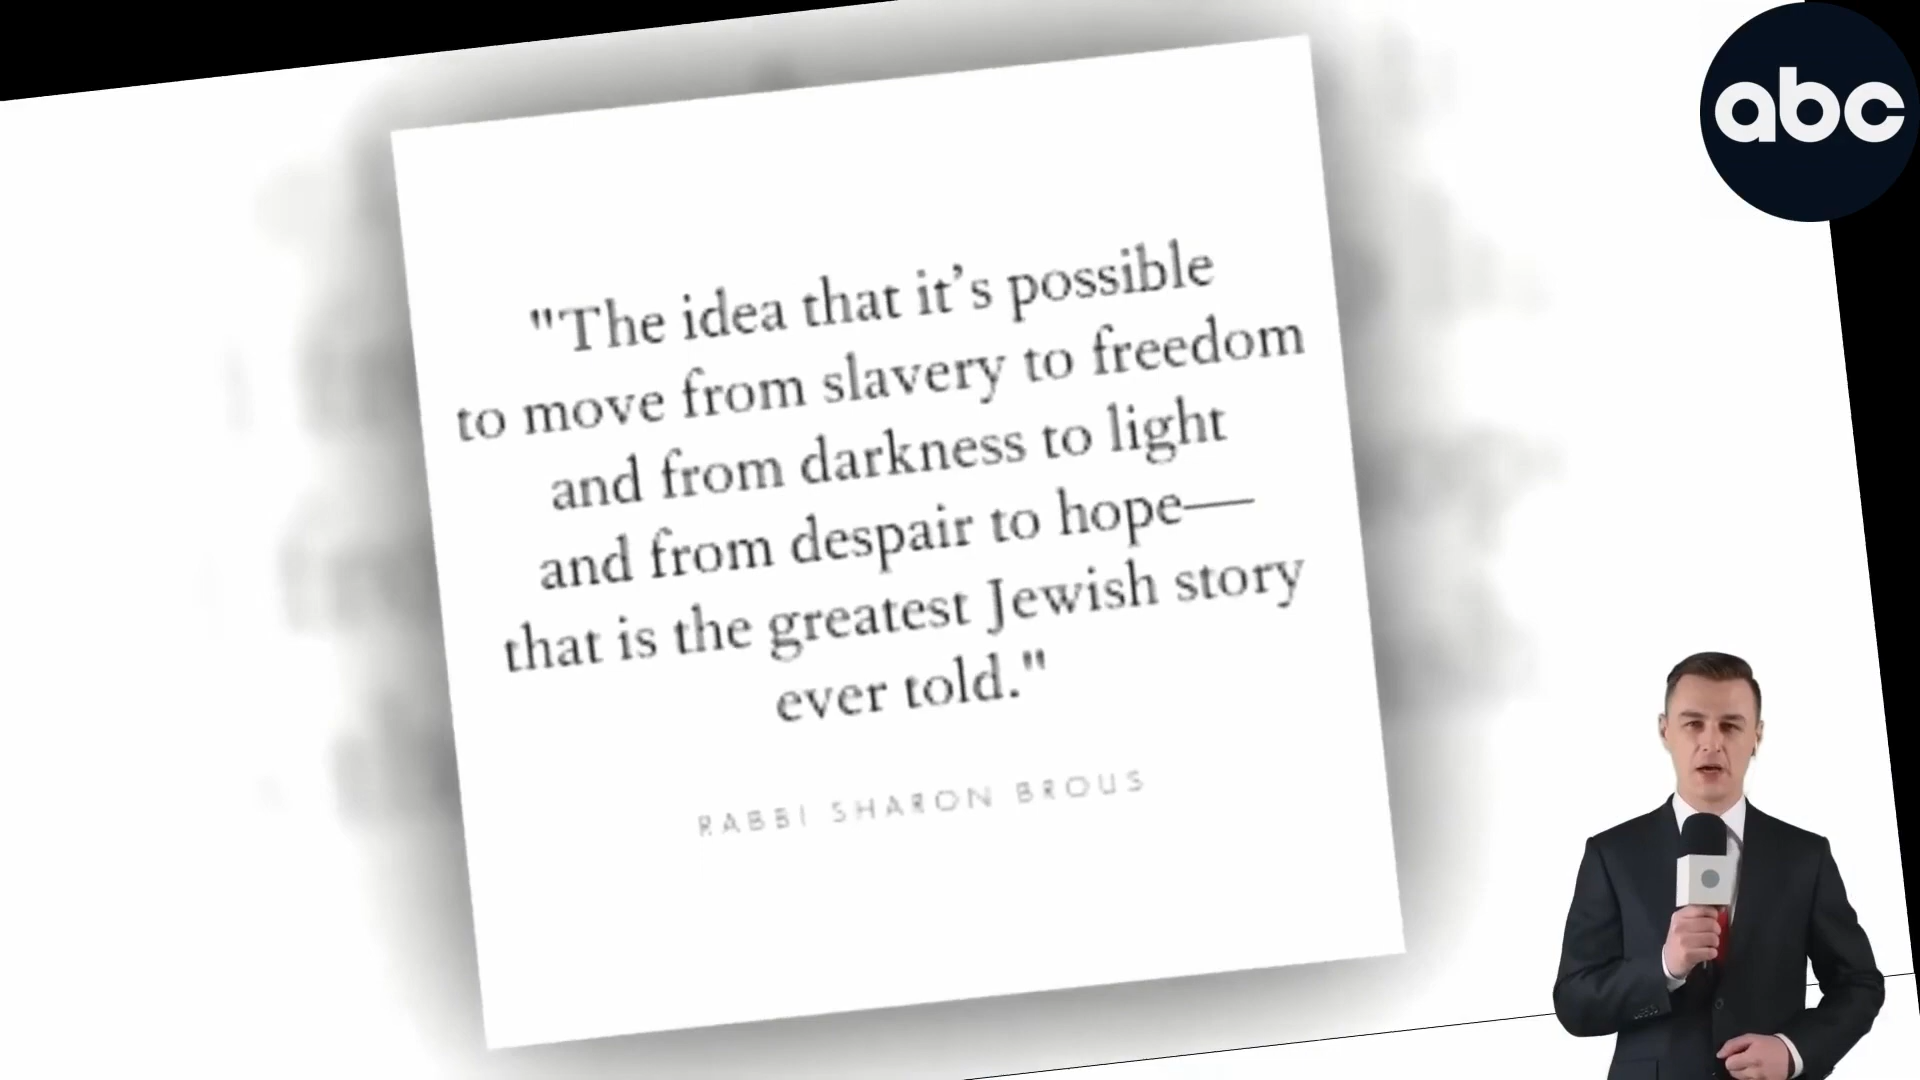 abc
"The idea that it’s possible
to move from slavery to freedom
and from darkness to light
and from despair to hope—
that is the greatest Jewish story
ever told."
RABBI SHARON BROUS